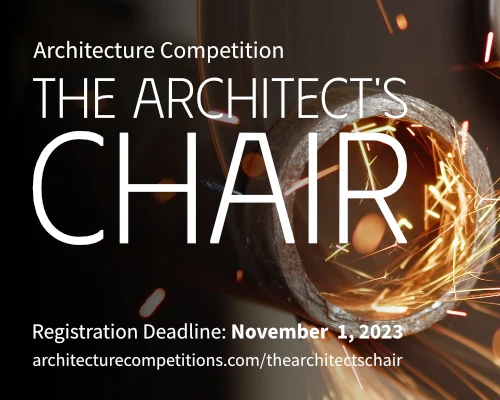 Architecture Competition
THE ARCHITECT'S
CHAIR
Registration Deadline: November 1, 2023
architecturecompetitions.com/thearchitectschair